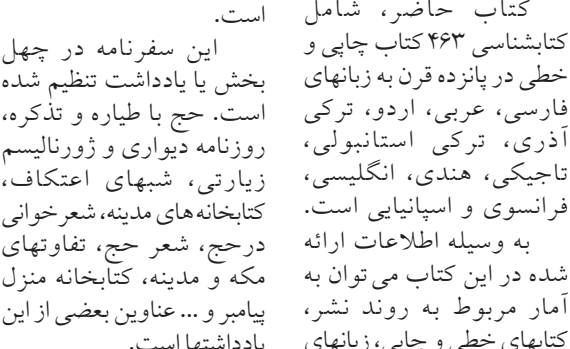 کتاب حاضر، شامل
کتابشناسی ۴۶۳ کتاب چاپی و
خطی در پانزده قرن به زبانهای
فارسی، عربی، اردو، ترکی
آذری، ترکی استانبولی،
تاجیکی، هندی، انگلیسی،
فرانسوی و اسپانیایی است.
به وسیله اطلاعات ارائه
شده در این کتاب می توان به
آمار مربوط به روند نشر،
کتابهای خطی و چاپی، زبانهای
است.
این سفرنامه در چهل
بخش یا یادداشت تنظیم شده
است. حج با طیاره و تذکره،
روزنامه دیواری و ژورنالیسم
زیارتی، شبهای اعتکاف،
کتابخانه‌های مدینه، شعرخوانی
درحج، شعر حج، تفاوتهای
مکه و مدینه، کتابخانه منزل
پیامبر و ... عناوین بعضی از این
یادداشتها است.